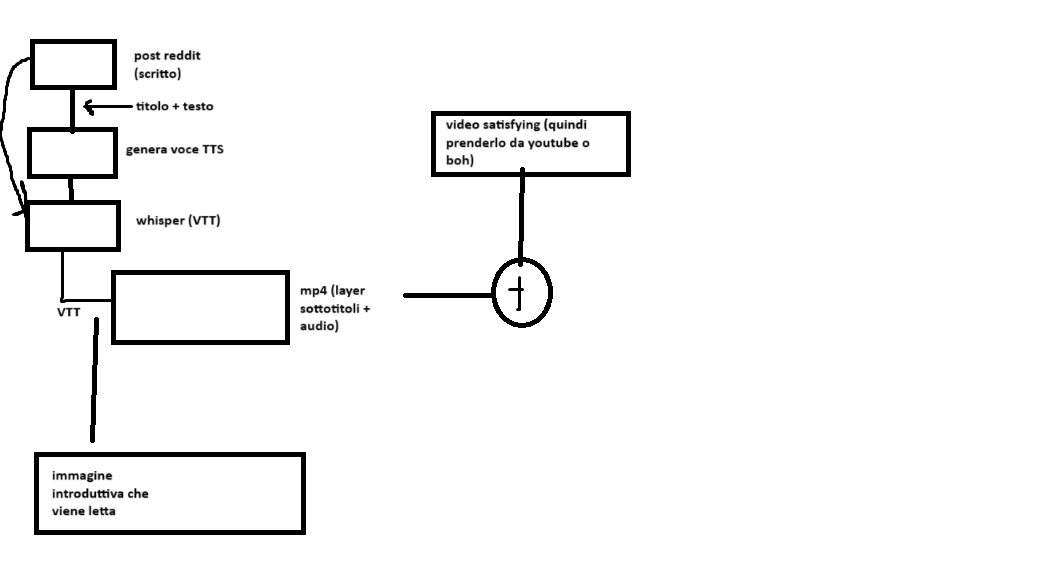 post reddit
(scritto)
titolo + testo
genera voce TTS
whisper (VTT)
VTT
mp4 (layer
sottotitoli +
audio)
video satisfying (quindi
prenderlo da youtube o
boh)
immagine
introduttiva che
viene letta